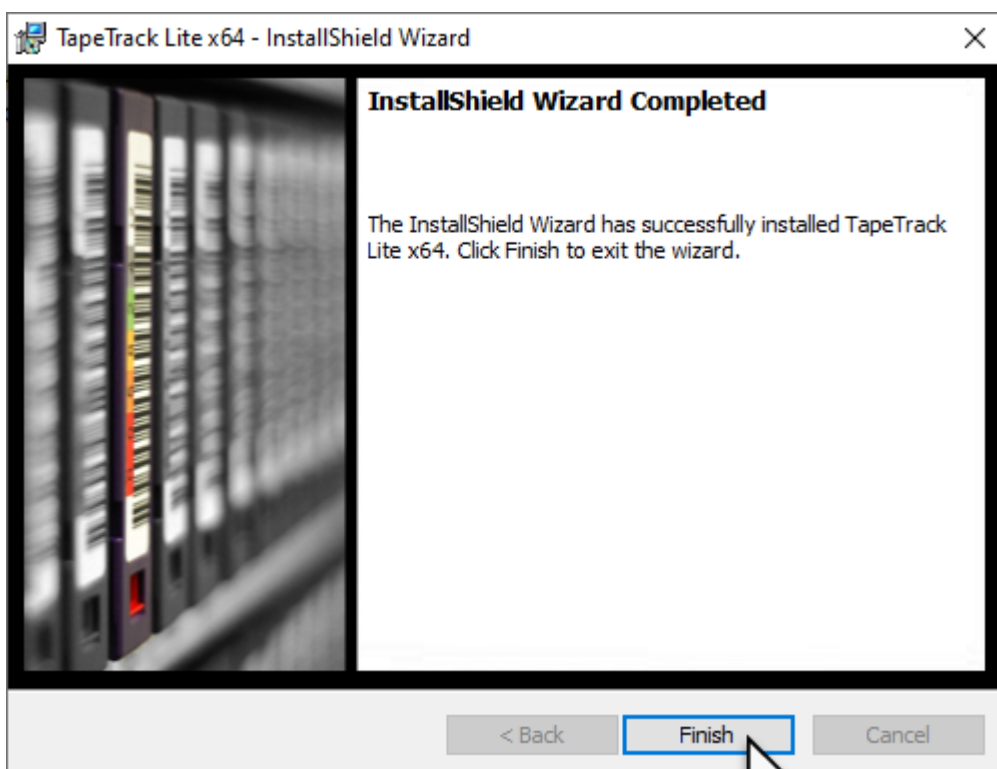 TapeTrack Lite x64 - InstallShield Wizard
InstallShield Wizard Completed
The InstallShield Wizard has successfully installed TapeTrack
Lite x64. Click Finish to exit the wizard.
< Back
Finish
Cancel